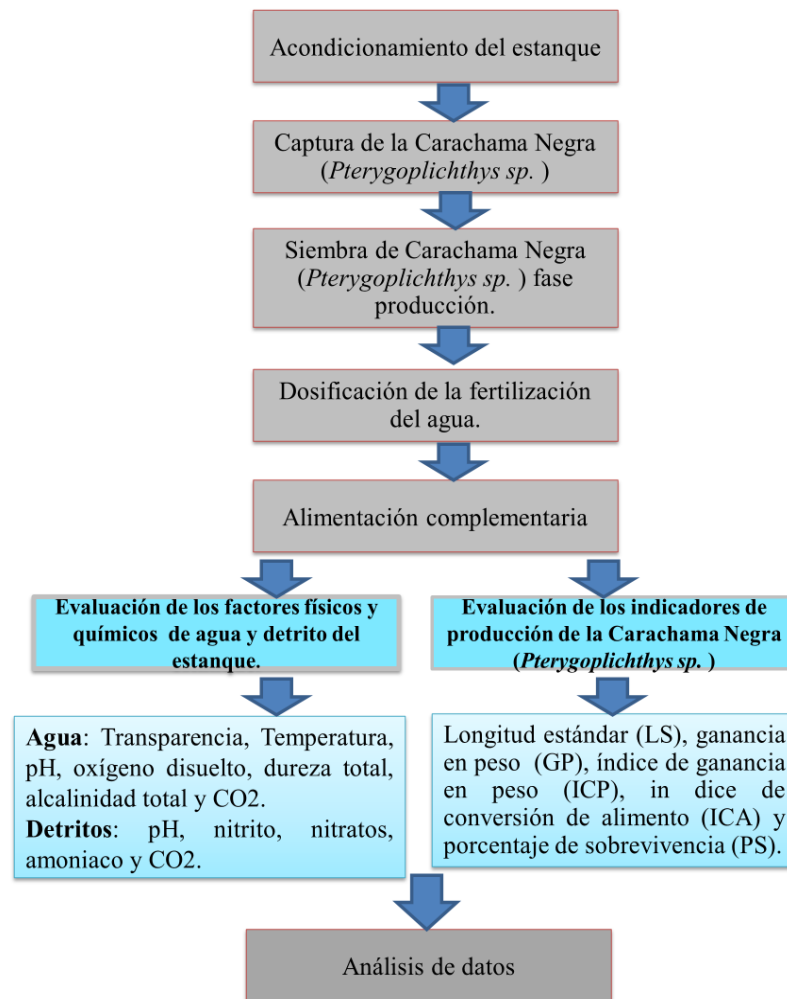 Acondicionamiento del estanque
Captura de la Carachama Negra
(Pterygoplichthys sp. )
Siembra de Carachama Negra
(Pterygoplichthys sp. ) fase
producción.
Dosificación de la fertilización
del agua.
Alimentación complementaria
Evaluación de los factores físicos y
químicos de agua y detrito del
estanque.
Evaluación de los indicadores de
producción de la Carachama Negra
(Pterygoplichthys sp. )
Agua: Transparencia, Temperatura,
pH, oxígeno disuelto, dureza total,
alcalinidad total y CO2.
Detritos: pH, nitrito, nitratos,
amoniaco y CO2.
Longitud estándar (LS), ganancia
en peso (GP), índice de ganancia
en peso (ICP), in dice de
conversión de alimento (ICA) y
porcentaje de sobrevivencia (PS).
Análisis de datos